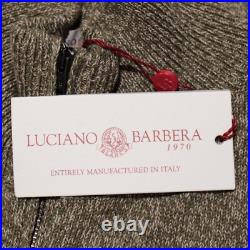 LUCIANO BARBERA
1970
ENTIRELY MANUFACTURED IN ITALY